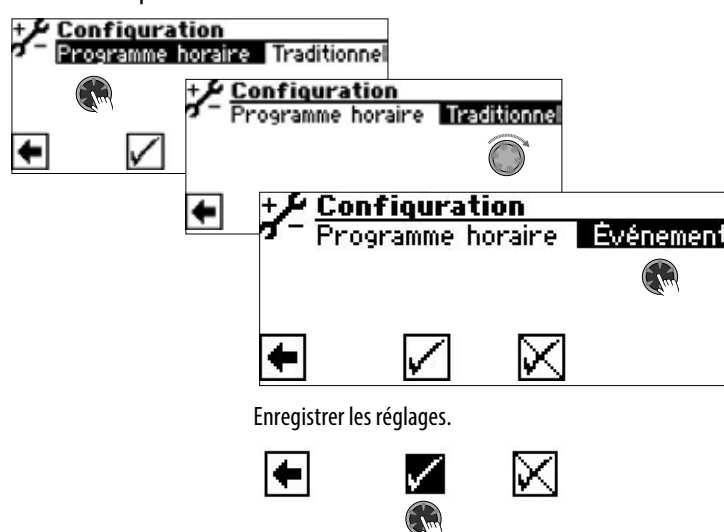 Configuration
Programme horaire Traditionnel
Configuration
Programme horaire Traditionnel
Configuration
Programme horaire Événement
Enregistrer les réglages.